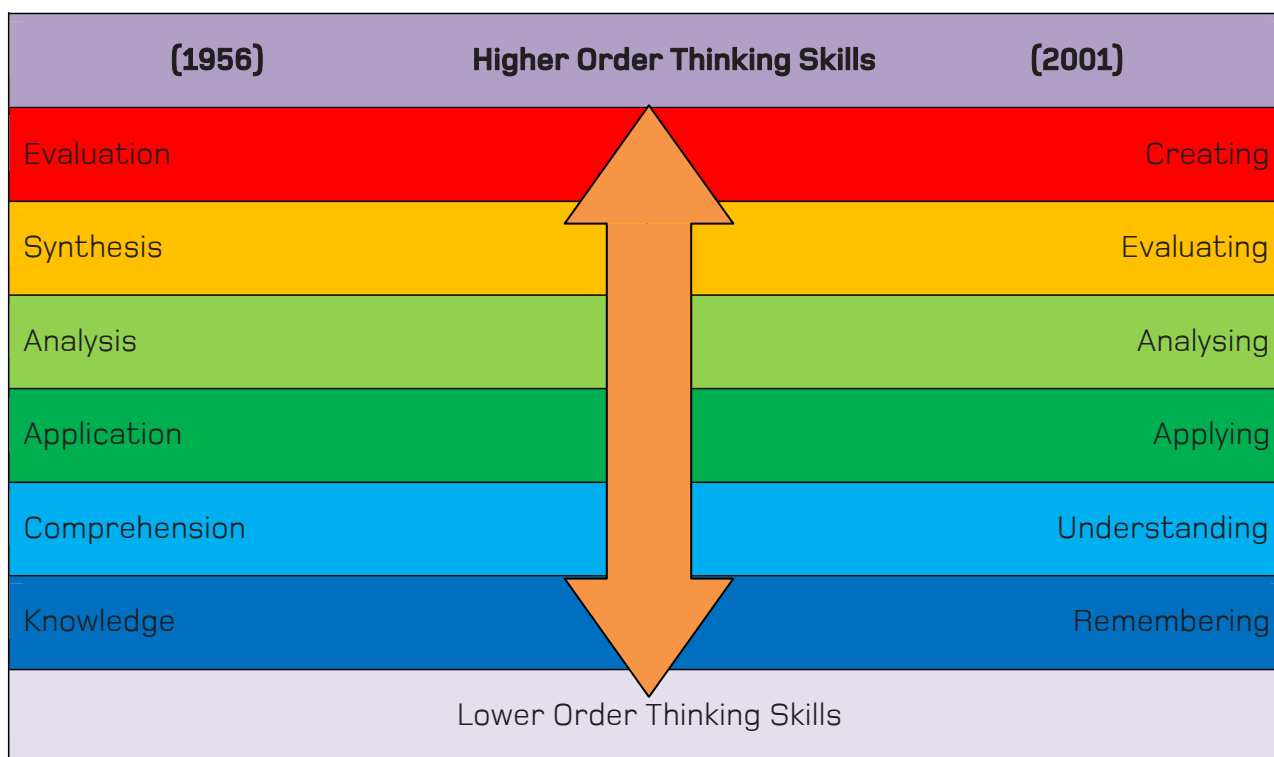 (1956) Higher Order Thinking Skills (2001)
Evaluation Creating
Synthesis Evaluating
Analysis Analysing
Application Applying
Comprehension Understanding
Knowledge Remembering
Lower Order Thinking Skills